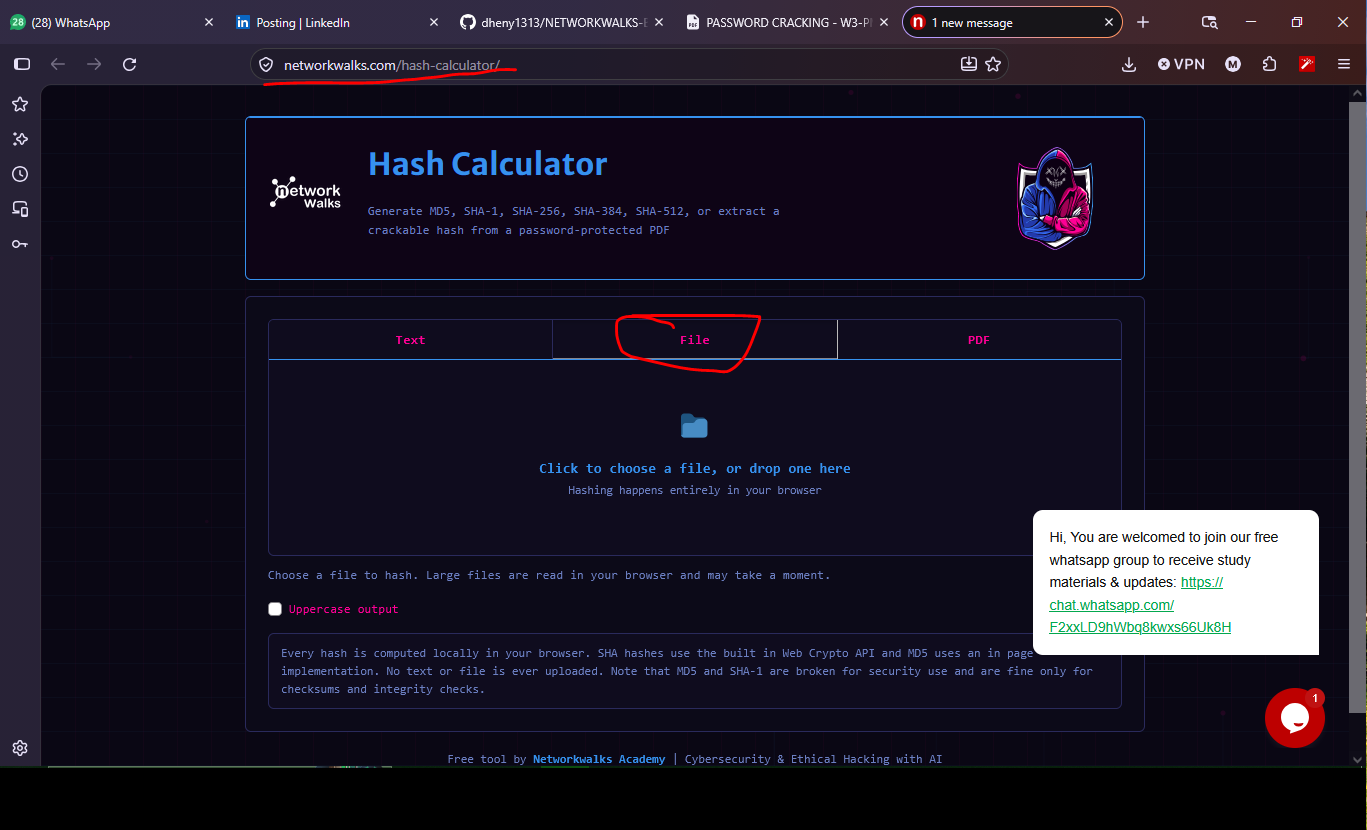 28
(28) WhatsApp
Posting | LinkedIn
dheny1313/NETWORKWALKS-E
PDF
PASSWORD CRACKING - W3-P
n
1 new message
networkwalks.com/hash-calculator/
VPN
M
network
Walks
Hash Calculator
Generate MD5, SHA-1, SHA-256, SHA-384, SHA-512, or extract a
crackable hash from a password-protected PDF
Text
File
PDF
Click to choose a file, or drop one here
Hashing happens entirely in your browser
Choose a file to hash. Large files are read in your browser and may take a moment.
Uppercase output
Every hash is computed locally in your browser. SHA hashes use the built in Web Crypto API and MD5 uses an in page
implementation. No text or file is ever uploaded. Note that MD5 and SHA-1 are broken for security use and are fine only for
checksums and integrity checks.
Hi, You are welcomed to join our free
whatsapp group to receive study
materials & updates: https://
chat.whatsapp.com/
F2xxLD9hWbq8kwxs66Uk8H
1
Free tool by Networkwalks Academy | Cybersecurity & Ethical Hacking with AI